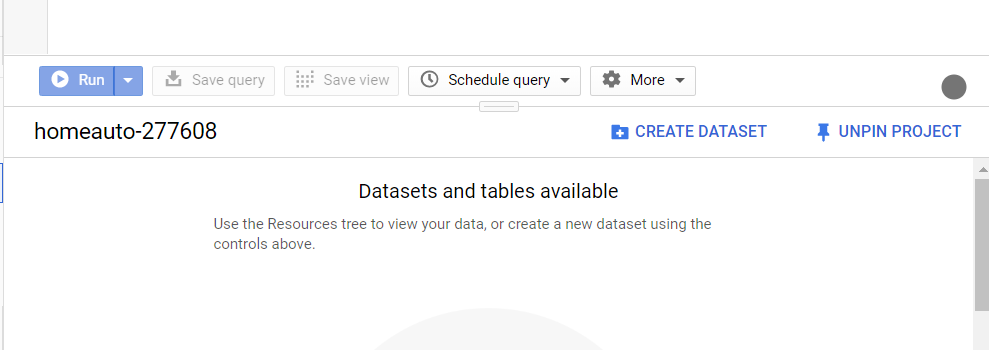 Run Save query Save view Schedule query More
homeauto-277608 CREATE DATASET UNPIN PROJECT
Datasets and tables available
Use the Resources tree to view your data, or create a new dataset using the
controls above.